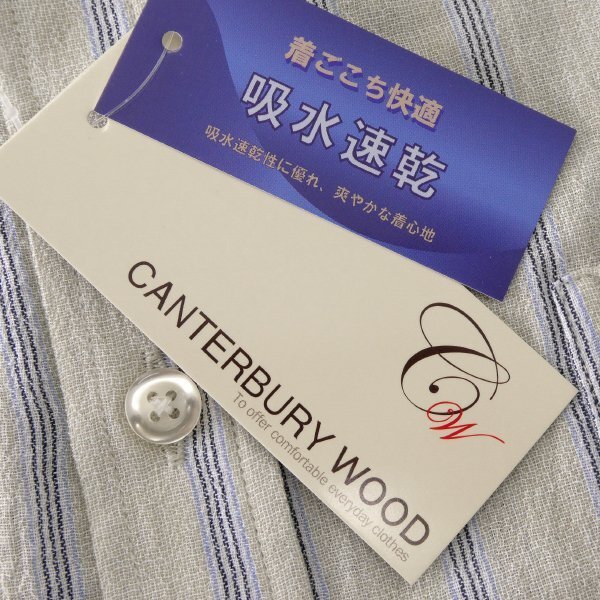 着ごこち快適
吸水速乾
吸水速乾性に優れ、爽やかな着心地
CW
CANTERBURY WOOD
To offer comfortable everyday clothes